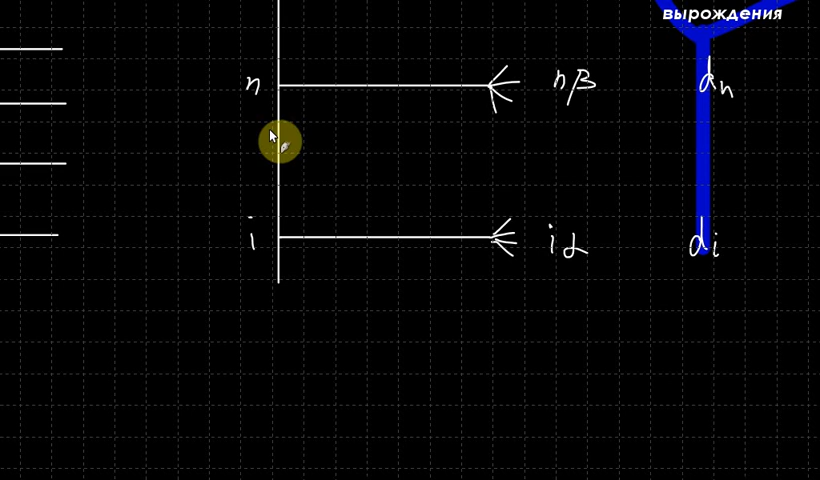 вырождения
n nβ dₙ
i iα dᵢ